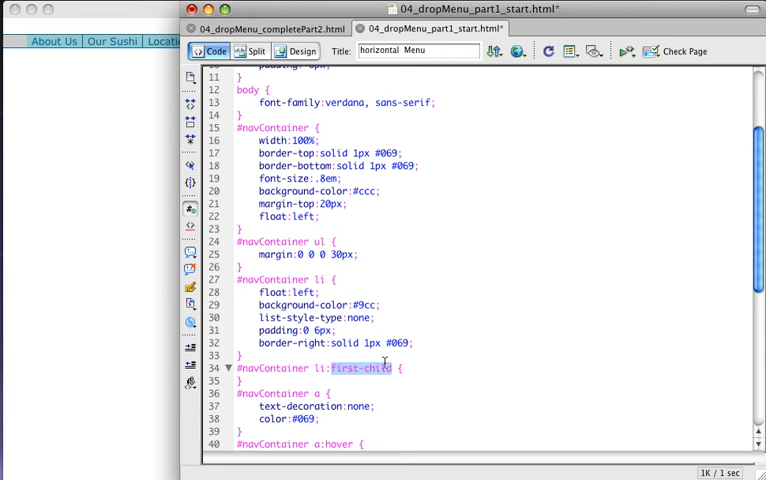 04_dropMenu_part1_start.html*
04_dropMenu_completePart2.html
04_dropMenu_part1_start.html*
Code Split Design Title: horizontal Menu Check Page
About Us Our Sushi Locatio
11 }
12 body {
13 font-family:verdana, sans-serif;
14 }
15 #navContainer {
16 width:100%;
17 border-top:solid 1px #069;
18 border-bottom:solid 1px #069;
19 font-size:.8em;
20 background-color:#ccc;
21 margin-top:20px;
22 float:left;
23 }
24 #navContainer ul {
25 margin:0 0 0 30px;
26 }
27 #navContainer li {
28 float:left;
29 background-color:#9cc;
30 list-style-type:none;
31 padding:0 6px;
32 border-right:solid 1px #069;
33 }
34 #navContainer li:first-child {
35 }
36 #navContainer a {
37 text-decoration:none;
38 color:#069;
39 }
40 #navContainer a:hover {
1K / 1 sec